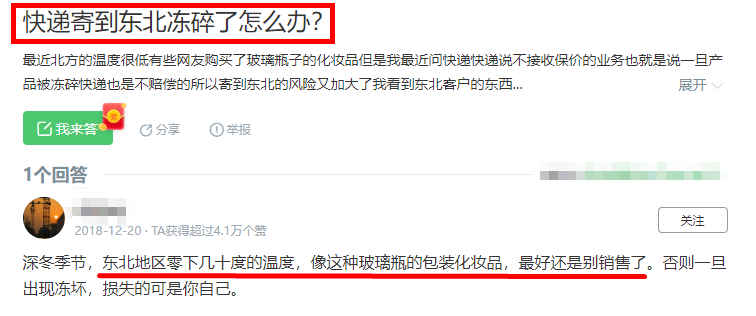 快递寄到东北冻碎了怎么办?
最近北方的温度很低有些网友购买了玻璃瓶子的化妆品但是我最近问快递快递说不接收保价的业务也就是说一旦产
品被冻碎快递也是不赔偿的所以寄到东北的风险又加大了我看到东北客户的东西...
展开
我来答
分享
举报
1个回答
2018-12-20 · TA获得超过4.1万个赞
关注
深冬季节，东北地区零下几十度的温度，像这种玻璃瓶的包装化妆品，最好还是别销售了。否则一旦
出现冻坏，损失的可是你自己。